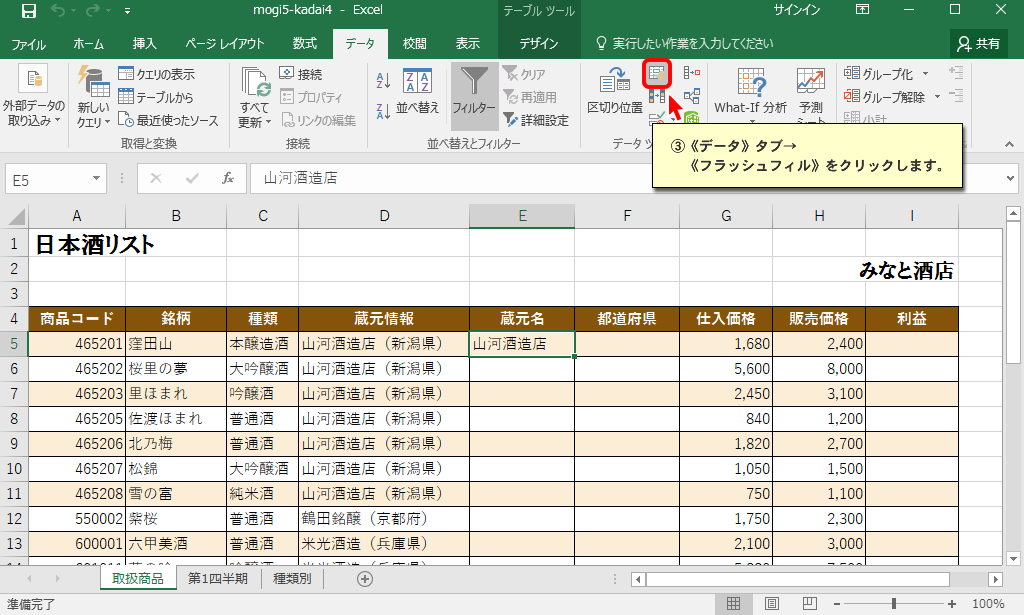 mogi5-kadai4 - Excel
テーブル ツール
サインイン
ファイル ホーム 挿入 ページ レイアウト 数式 データ 校閲 表示 デザイン 実行したい作業を入力してください 共有
外部データの
取り込み
新しい
クエリ
クエリの表示
テーブルから
最近使ったソース
取得と変換
すべて
更新
接続
プロパティ
リンクの編集
接続
並べ替え
フィルター
クリア
再適用
詳細設定
並べ替えとフィルター
区切り位置
データ ツ
What-If 分析
予測
シート
グループ化
グループ解除
小計
③《データ》タブ→
《フラッシュフィル》をクリックします。
E5
fx
山河酒造店
A B C D E F G H I
1 日本酒リスト
2 みなと酒店
3
4 商品コード 銘柄 種類 蔵元情報 蔵元名 都道府県 仕入価格 販売価格 利益
5 465201 窪田山 本醸造酒 山河酒造店（新潟県） 山河酒造店 1,680 2,400
6 465202 桜里の夢 大吟醸酒 山河酒造店（新潟県） 5,600 8,000
7 465203 里ほまれ 吟醸酒 山河酒造店（新潟県） 2,450 3,100
8 465205 佐渡ほまれ 普通酒 山河酒造店（新潟県） 840 1,200
9 465206 北乃梅 普通酒 山河酒造店（新潟県） 1,820 2,700
10 465207 松錦 大吟醸酒 山河酒造店（新潟県） 1,050 1,500
11 465208 雪の富 純米酒 山河酒造店（新潟県） 750 1,100
12 550002 紫桜 普通酒 鶴田銘醸（京都府） 1,750 2,300
13 600001 六甲美酒 普通酒 米光酒造（兵庫県） 2,100 3,000
取扱商品 第1四半期 種類別
準備完了
100%